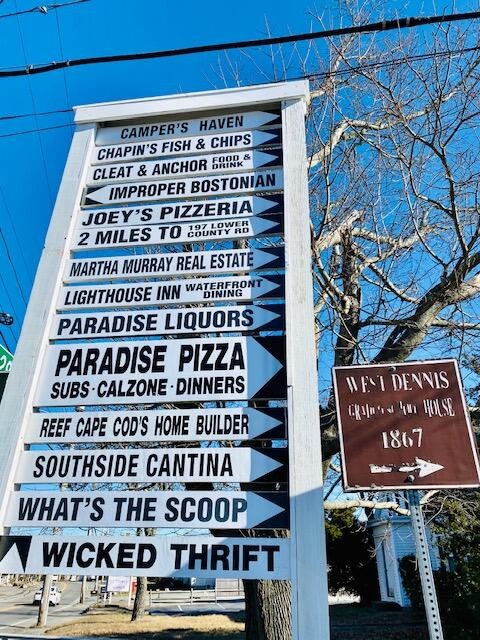 CAMPER'S HAVEN
CHAPIN'S FISH & CHIPS
CLEAT & ANCHOR FOOD & DRINK
IMPROPER BOSTONIAN
JOEY'S PIZZERIA
2 MILES TO 197 LOWER COUNTY RD
MARTHA MURRAY REAL ESTATE
LIGHTHOUSE INN WATERFRONT DINING
PARADISE LIQUORS
PARADISE PIZZA
SUBS · CALZONE · DINNERS
REEF CAPE COD'S HOME BUILDER
SOUTHSIDE CANTINA
WHAT'S THE SCOOP
WICKED THRIFT
WEST DENNIS
HOUSE
1867